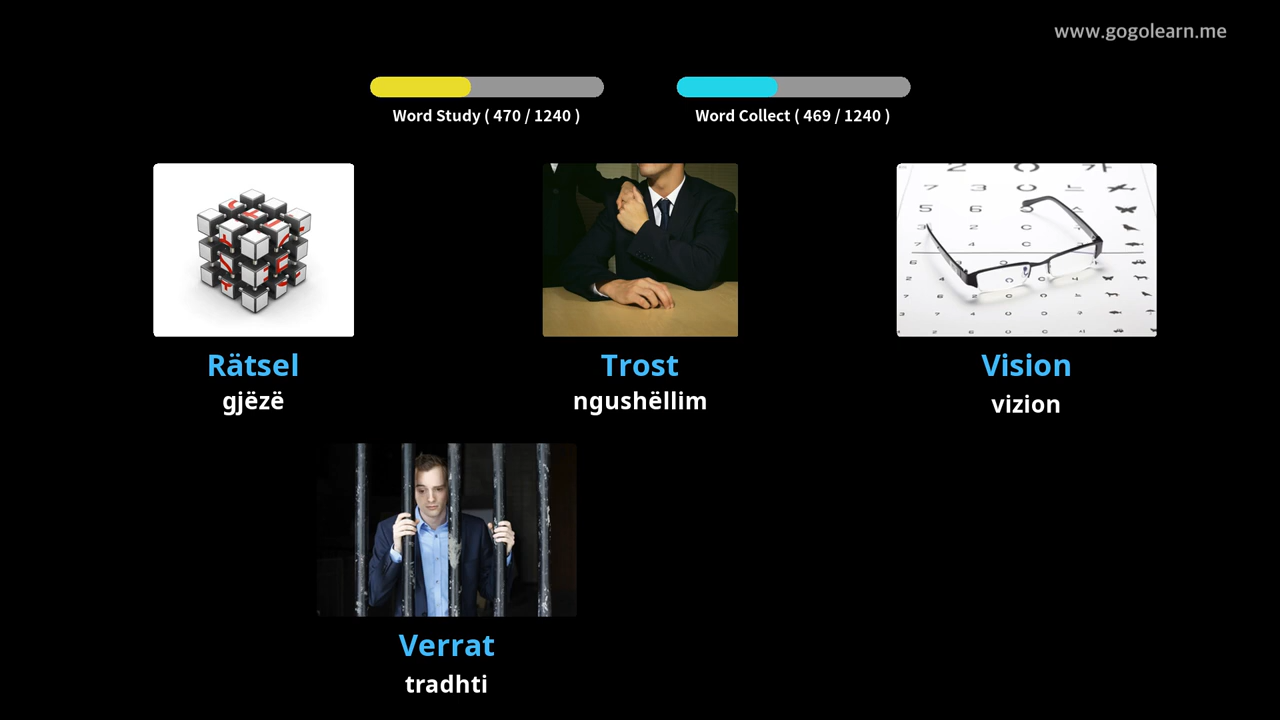 www.gogolearn.me
Word Study ( 470 / 1240 )
Word Collect ( 469 / 1240 )
Rätsel
gjëzë
Trost
ngushëllim
Vision
vizion
Verrat
tradhti